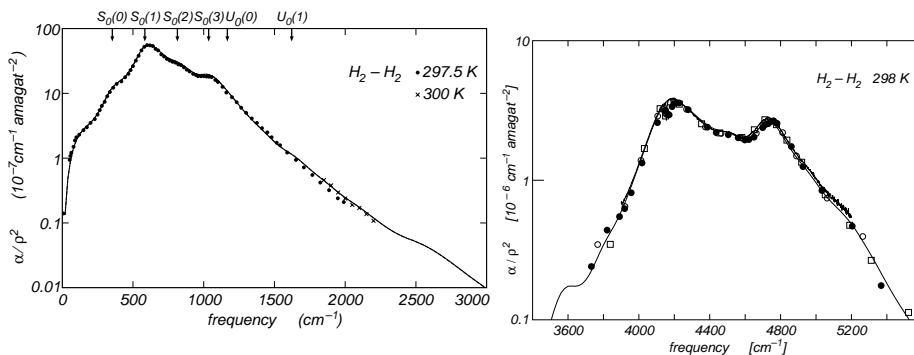 S0(0) S0(1) S0(2) S0(3) U0(0) U0(1)
100
10
1
0.1
0.01
α/ρ² (10⁻⁷cm⁻¹ amagat⁻²)
H2–H2 • 297.5 K
× 300 K
0 500 1000 1500 2000 2500 3000
frequency (cm⁻¹)
10
1
0.1
α/ρ² [10⁻⁶ cm⁻¹ amagat⁻²]
H2–H2 298 K
3600 4000 4400 4800 5200
frequency [cm⁻¹]